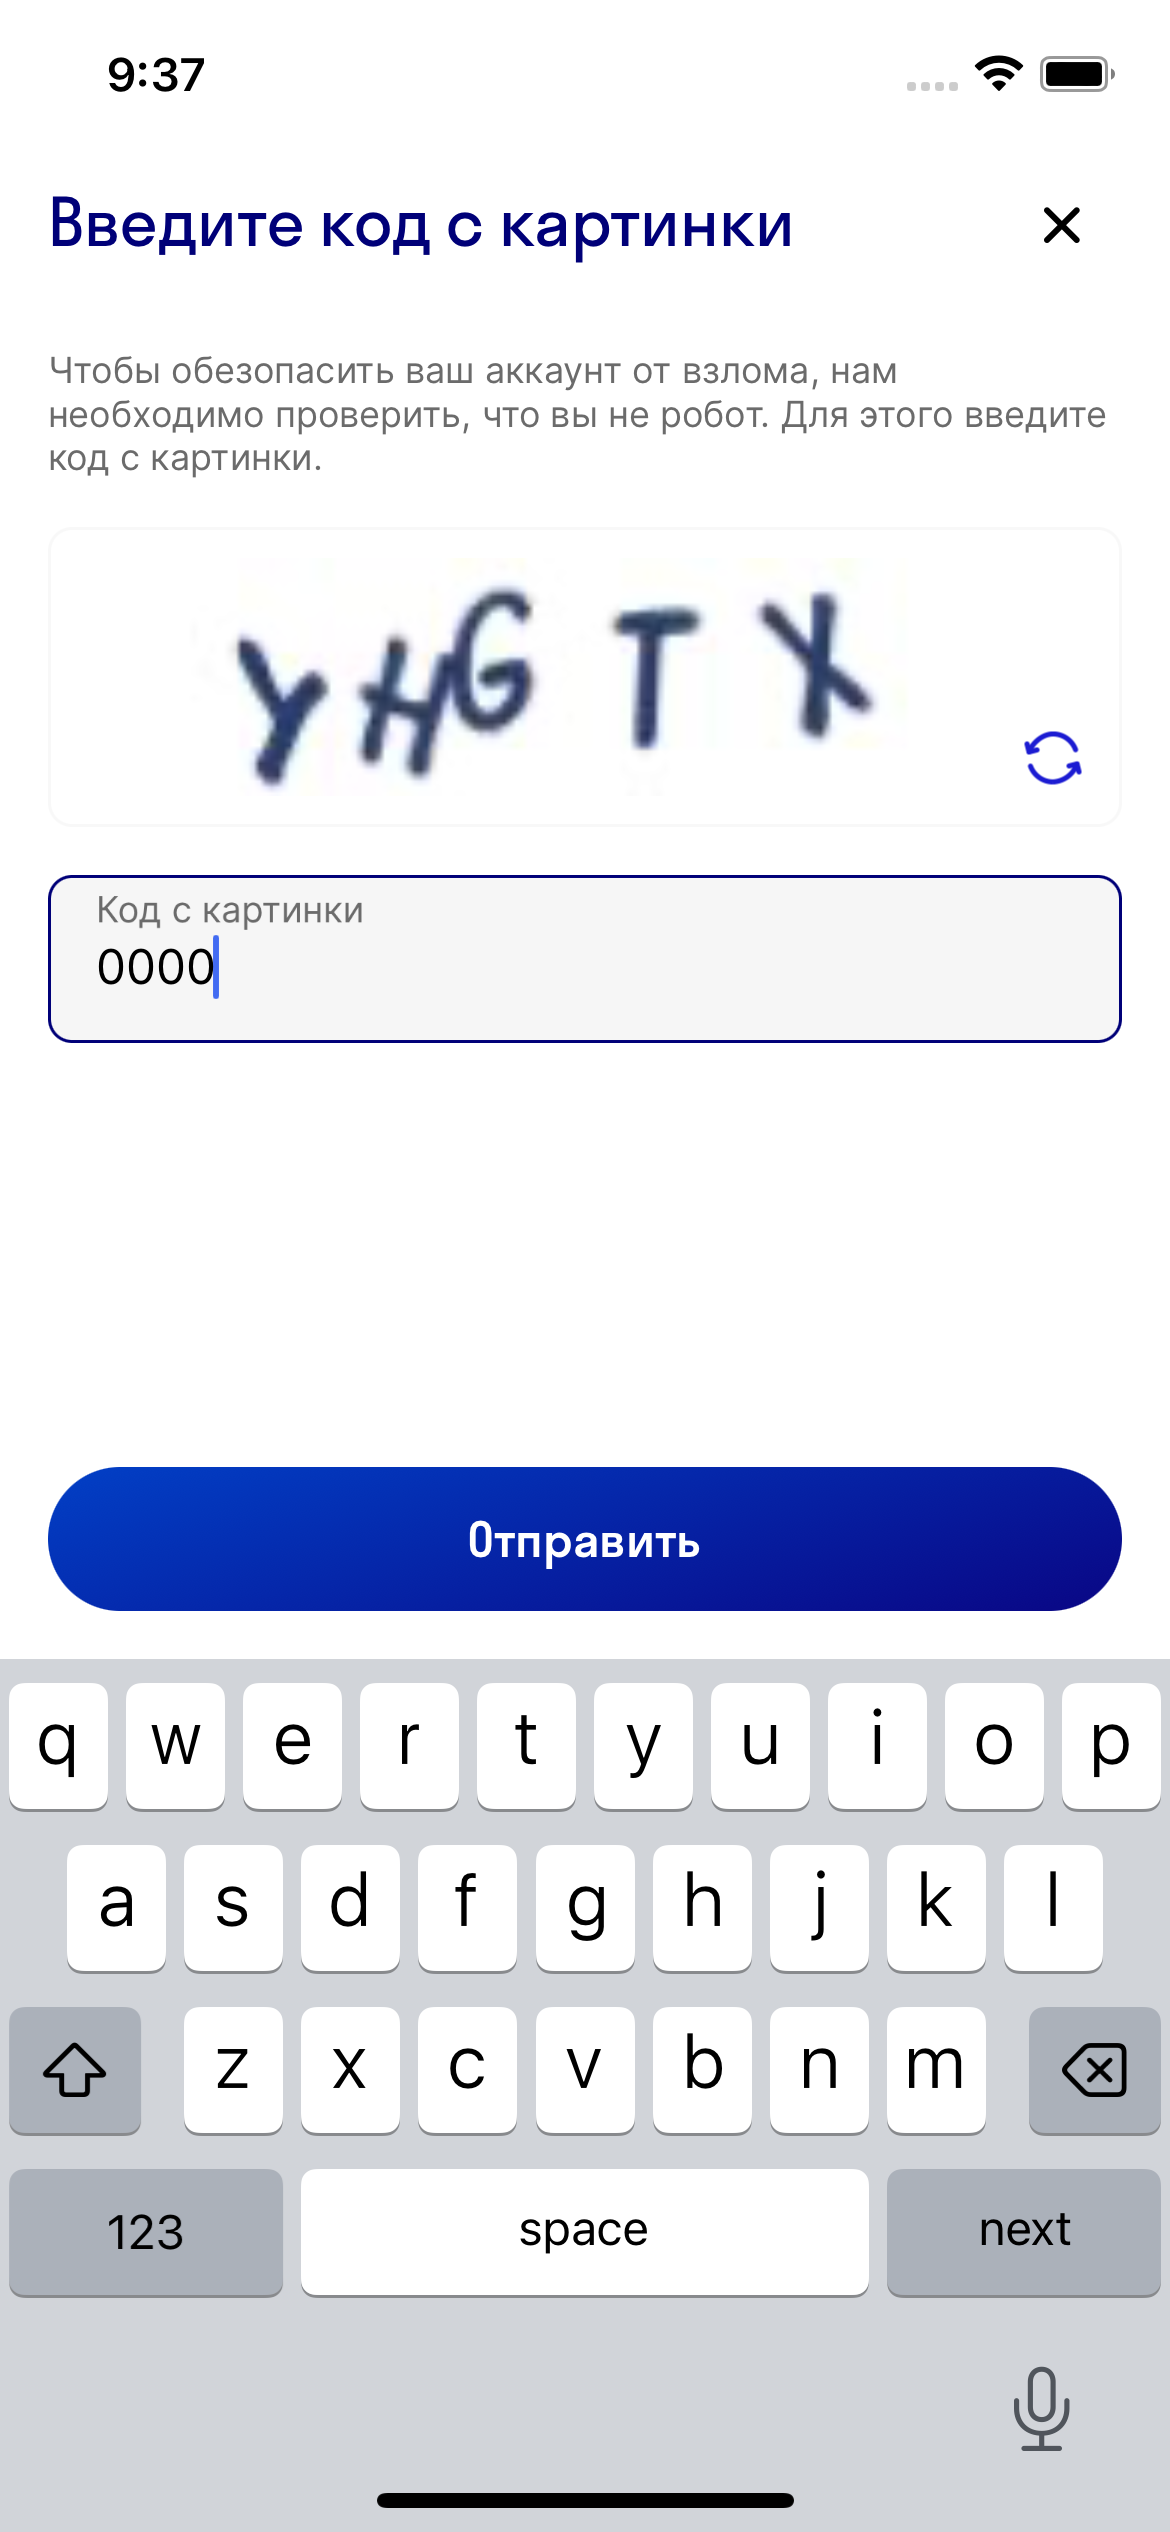 9:37
Введите код с картинки
Чтобы обезопасить ваш аккаунт от взлома, нам
необходимо проверить, что вы не робот. Для этого введите
код с картинки.
YHGTX
Код с картинки
0000
Отправить
q w e r t y u i o p
a s d f g h j k l
z x c v b n m
123 space next